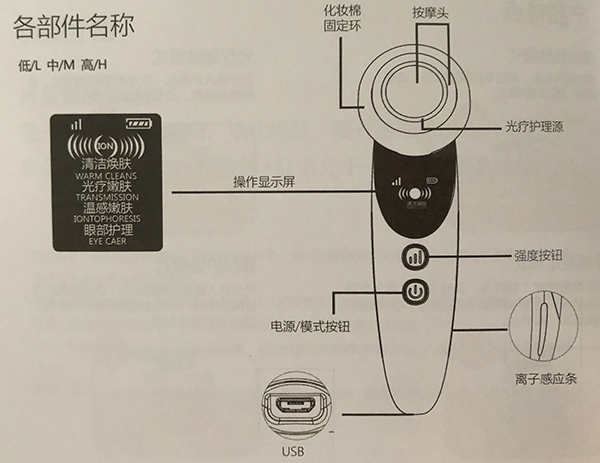 各部件名称
低/L 中/M 高/H
化妆棉
固定环
按摩头
光疗护理源
ION
清洁焕肤
WARM CLEANS
光疗嫩肤
TRANSMISSION
温感嫩肤
IONTOPHORESIS
眼部护理
EYE CAER
操作显示屏
强度按钮
电源/模式按钮
离子感应条
USB